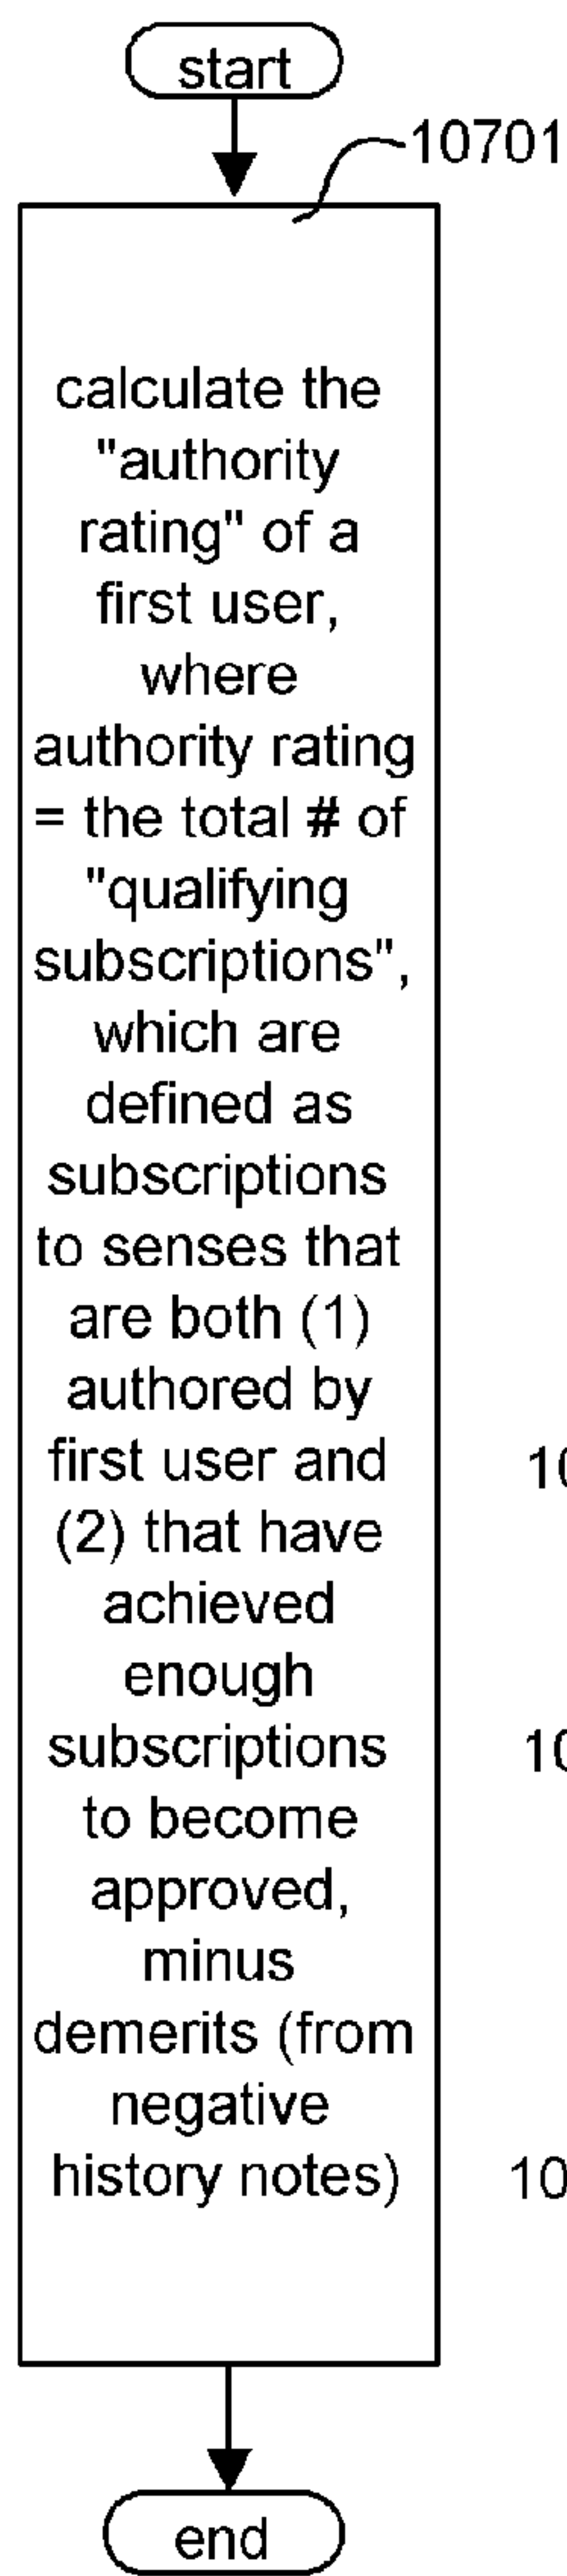 start
10701
calculate the
"authority
rating" of a
first user,
where
authority rating
= the total # of
"qualifying
subscriptions",
which are
defined as
subscriptions
to senses that
are both (1)
authored by
first user and
(2) that have
achieved
enough
subscriptions
to become
approved,
minus
demerits (from
negative
history notes)
end